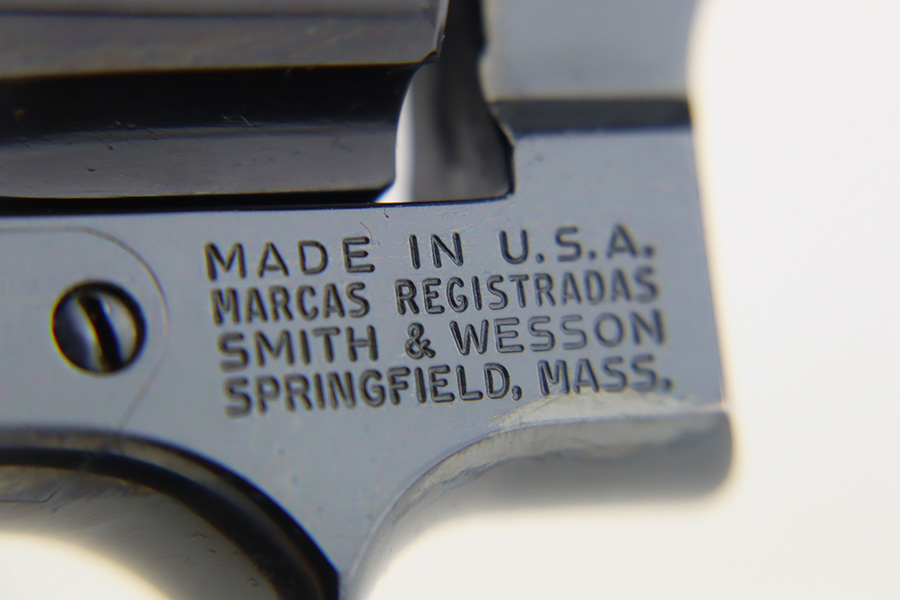 MADE IN U.S.A.
MARCAS REGISTRADAS
SMITH & WESSON
SPRINGFIELD, MASS.